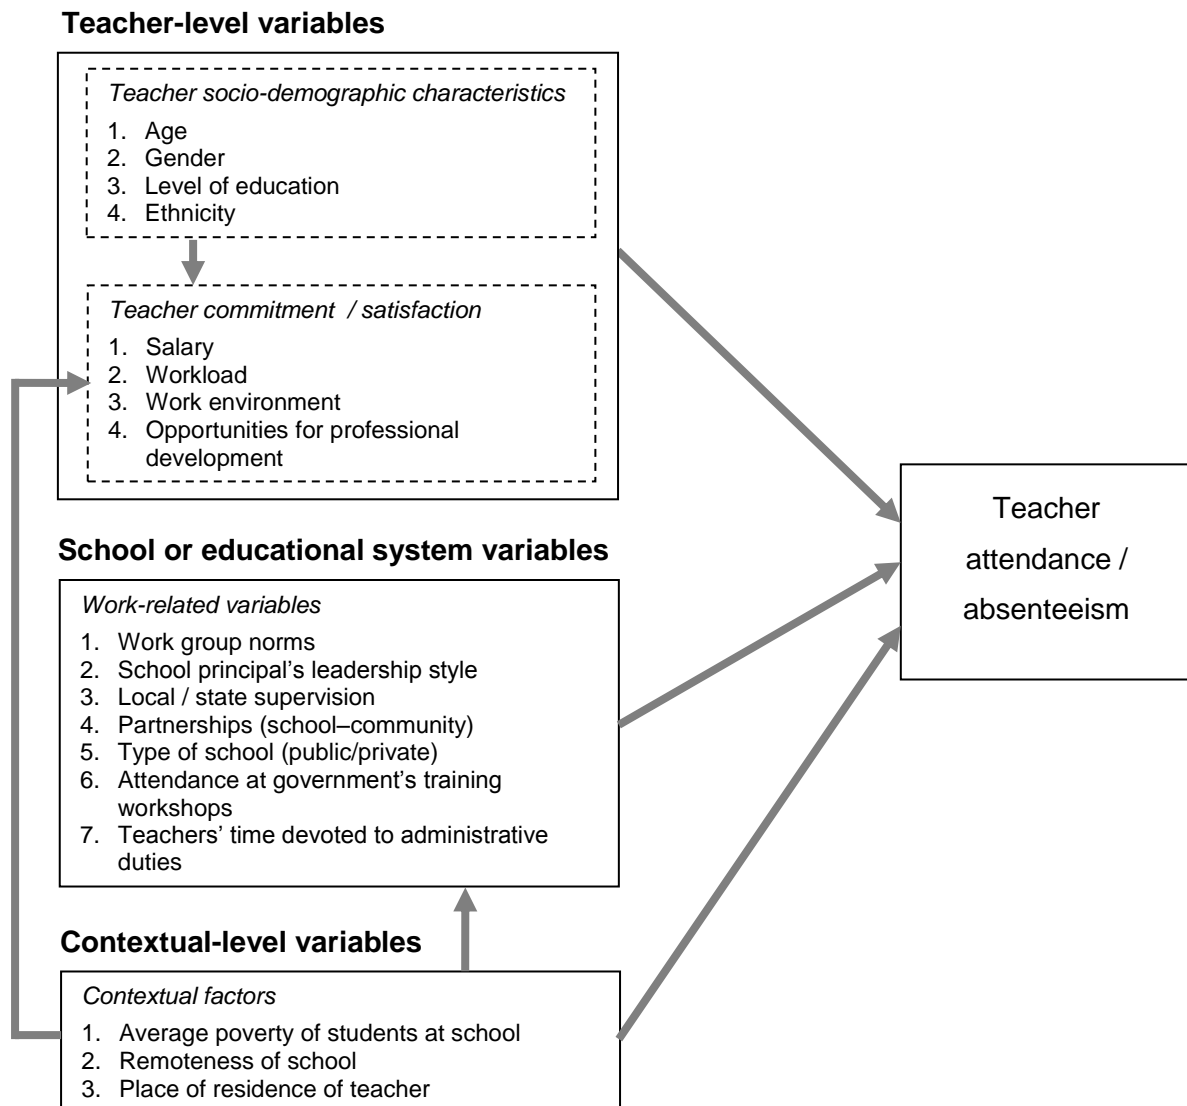 Teacher-level variables
Teacher socio-demographic characteristics
1. Age
2. Gender
3. Level of education
4. Ethnicity
Teacher commitment / satisfaction
1. Salary
2. Workload
3. Work environment
4. Opportunities for professional
development
School or educational system variables
Work-related variables
1. Work group norms
2. School principal’s leadership style
3. Local / state supervision
4. Partnerships (school–community)
5. Type of school (public/private)
6. Attendance at government’s training
workshops
7. Teachers’ time devoted to administrative
duties
Contextual-level variables
Contextual factors
1. Average poverty of students at school
2. Remoteness of school
3. Place of residence of teacher
Teacher
attendance /
absenteeism